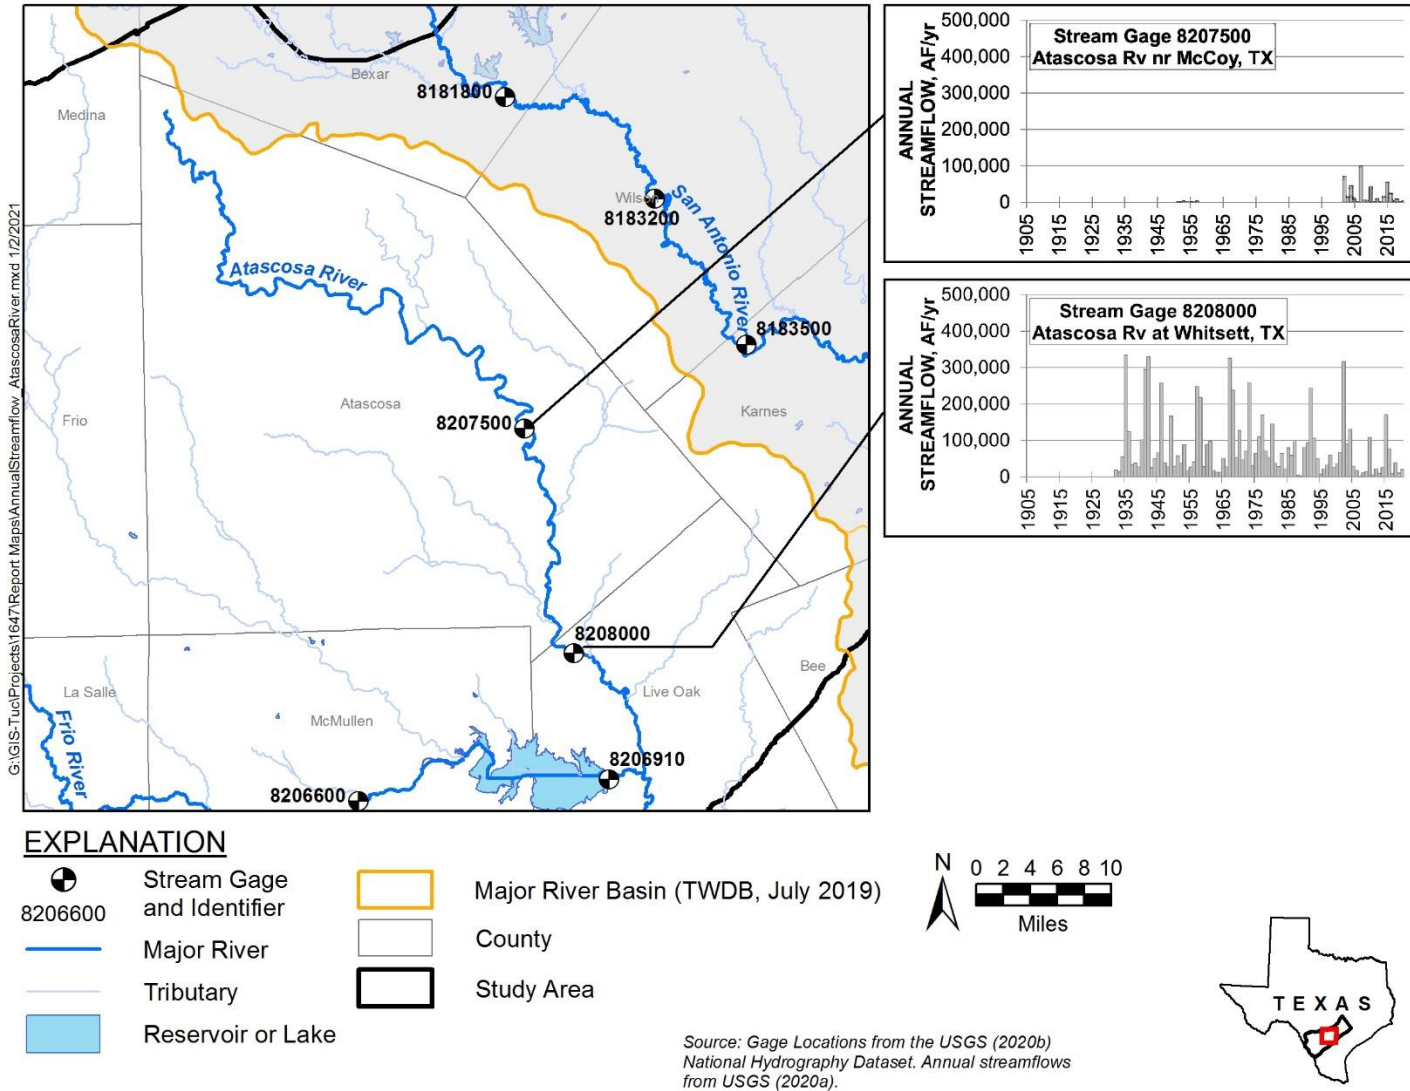 G:\GIS-Tuc\Projects\1647\Report Maps\AnnualStreamflow_AtascosaRiver.mxd 1/2/2021
Medina
Bexar
8181800
Wilson
8183200
San Antonio River
Atascosa River
8183500
Atascosa
Frio
8207500
Karnes
8208000
Bee
La Salle
McMullen
Live Oak
Frio River
8206910
8206600
500,000
400,000
300,000
200,000
100,000
0
ANNUAL
STREAMFLOW, AF/yr
Stream Gage 8207500
Atascosa Rv nr McCoy, TX
1905
1915
1925
1935
1945
1955
1965
1975
1985
1995
2005
2015
500,000
400,000
300,000
200,000
100,000
0
ANNUAL
STREAMFLOW, AF/yr
Stream Gage 8208000
Atascosa Rv at Whitsett, TX
1905
1915
1925
1935
1945
1955
1965
1975
1985
1995
2005
2015
EXPLANATION
8206600
Stream Gage
and Identifier
Major River
Tributary
Reservoir or Lake
Major River Basin (TWDB, July 2019)
County
Study Area
N
0 2 4 6 8 10
Miles
TEXAS
Source: Gage Locations from the USGS (2020b)
National Hydrography Dataset. Annual streamflows
from USGS (2020a).